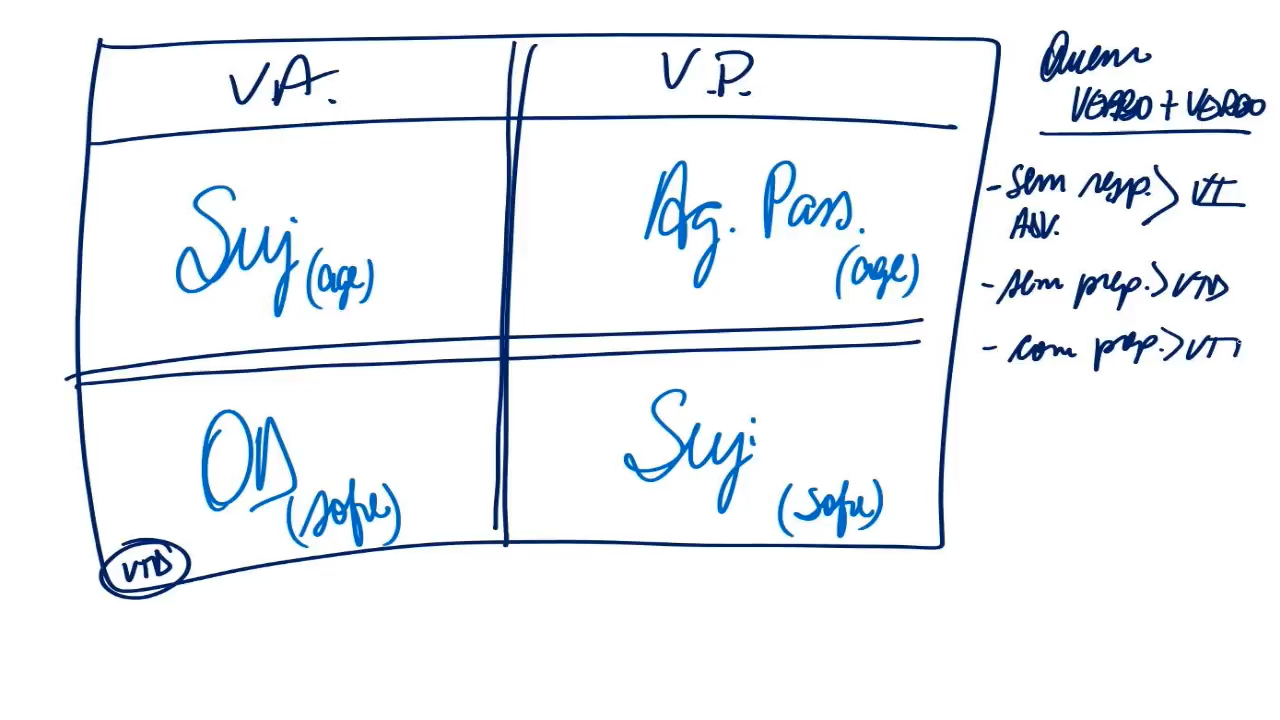 V.A.
V.P.
Suj (age)
Ag. Pass.
(age)
OD (sofre)
Suj
(sofre)
VTD
Quem
VERBO + VERBO
- sem resp. > VI
ADV.
- sem prep. > VTD
- com prep. > VTI